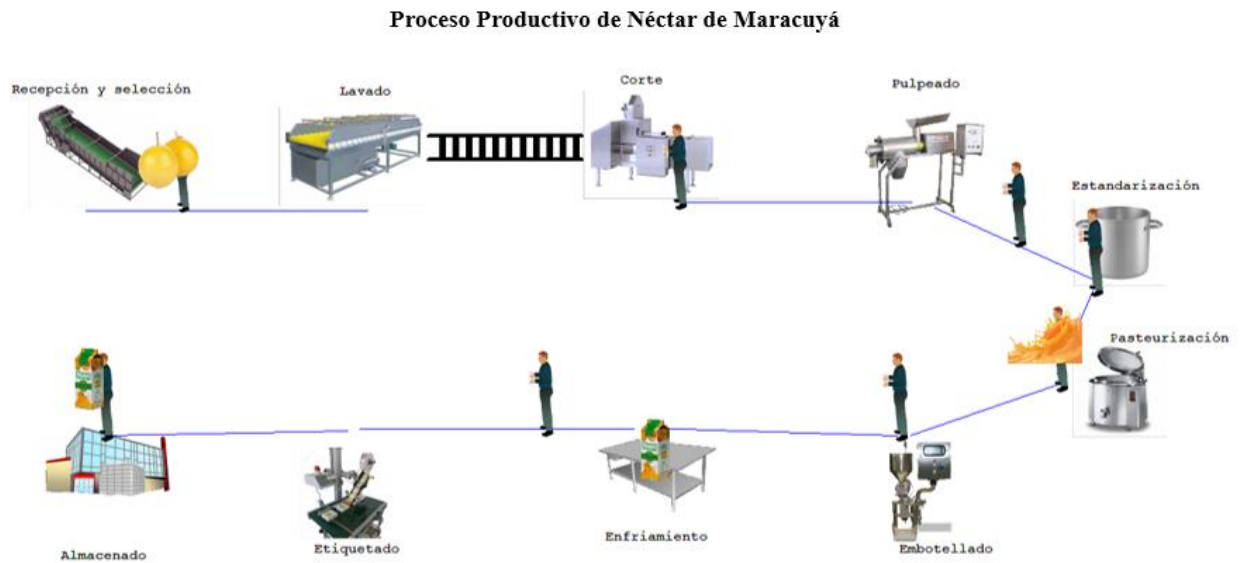 Proceso Productivo de Néctar de Maracuyá
Recepción y selección
Lavado
Corte
Pulpeado
Estandarización
Pasteurización
Almacenado
Etiquetado
Enfriamiento
Embotellado